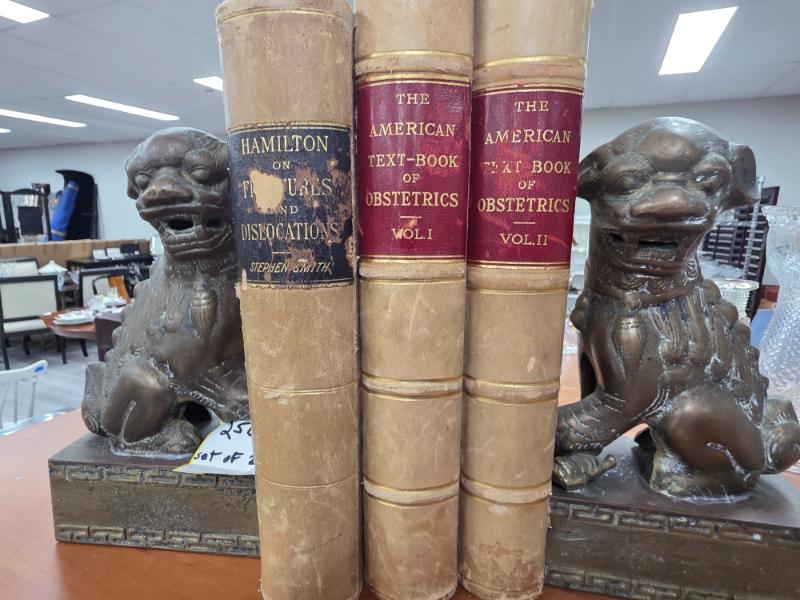 HAMILTON
ON
AND
DISLOCATIONS
STEPHEN SMITH
THE
AMERICAN
TEXT-BOOK
OF
OBSTETRICS
VOL. I
THE
AMERICAN
BOOK
OF
OBSTETRICS
VOL. II
SET OF